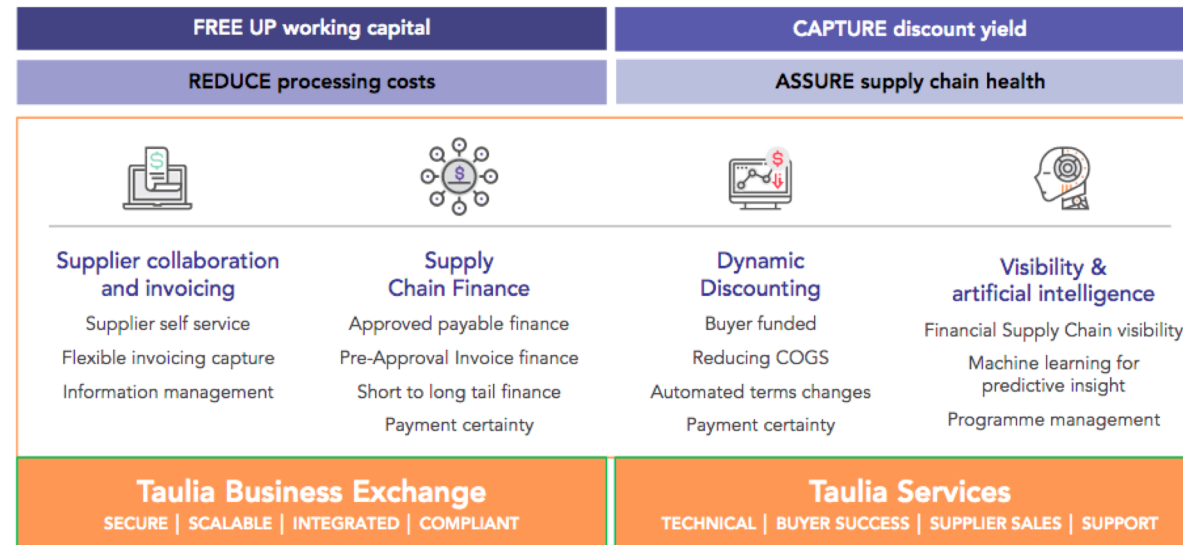 FREE UP working capital
CAPTURE discount yield
REDUCE processing costs
ASSURE supply chain health
$
$
$
Supplier collaboration
and invoicing
Supplier self service
Flexible invoicing capture
Information management
Supply
Chain Finance
Approved payable finance
Pre-Approval Invoice finance
Short to long tail finance
Payment certainty
Dynamic
Discounting
Buyer funded
Reducing COGS
Automated terms changes
Payment certainty
Visibility &
artificial intelligence
Financial Supply Chain visibility
Machine learning for
predictive insight
Programme management
Taulia Business Exchange
SECURE | SCALABLE | INTEGRATED | COMPLIANT
Taulia Services
TECHNICAL | BUYER SUCCESS | SUPPLIER SALES | SUPPORT